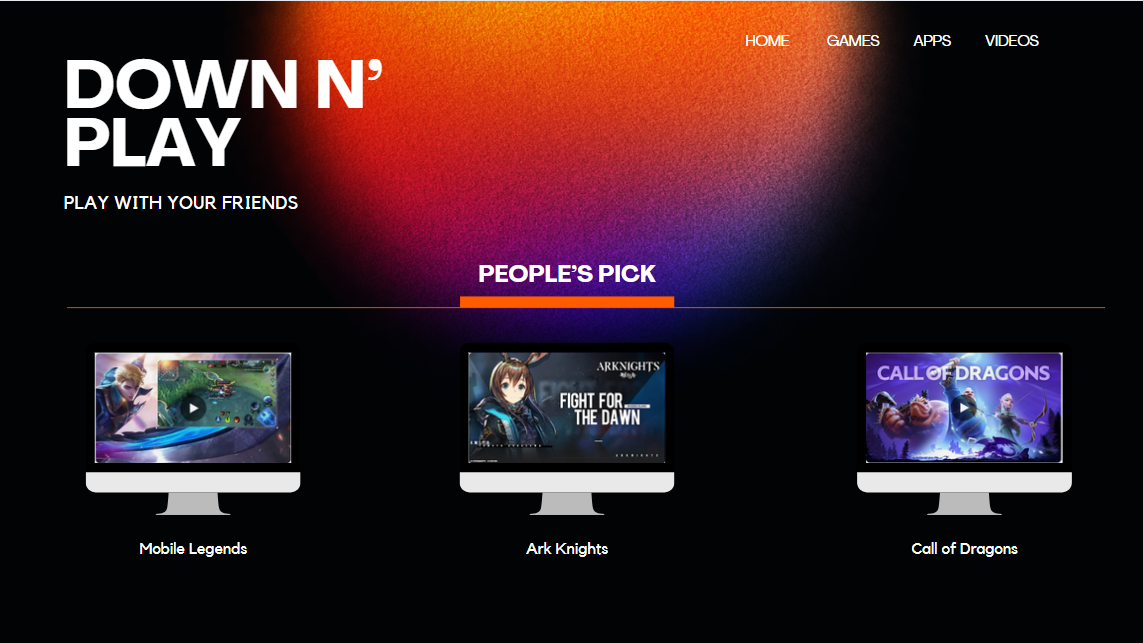 HOME GAMES APPS VIDEOS
DOWN N’
PLAY
PLAY WITH YOUR FRIENDS
PEOPLE’S PICK
ARKNIGHTS
FIGHT FOR
THE DAWN
ARKNIGHTS
CALL OF DRAGONS
Mobile Legends
Ark Knights
Call of Dragons